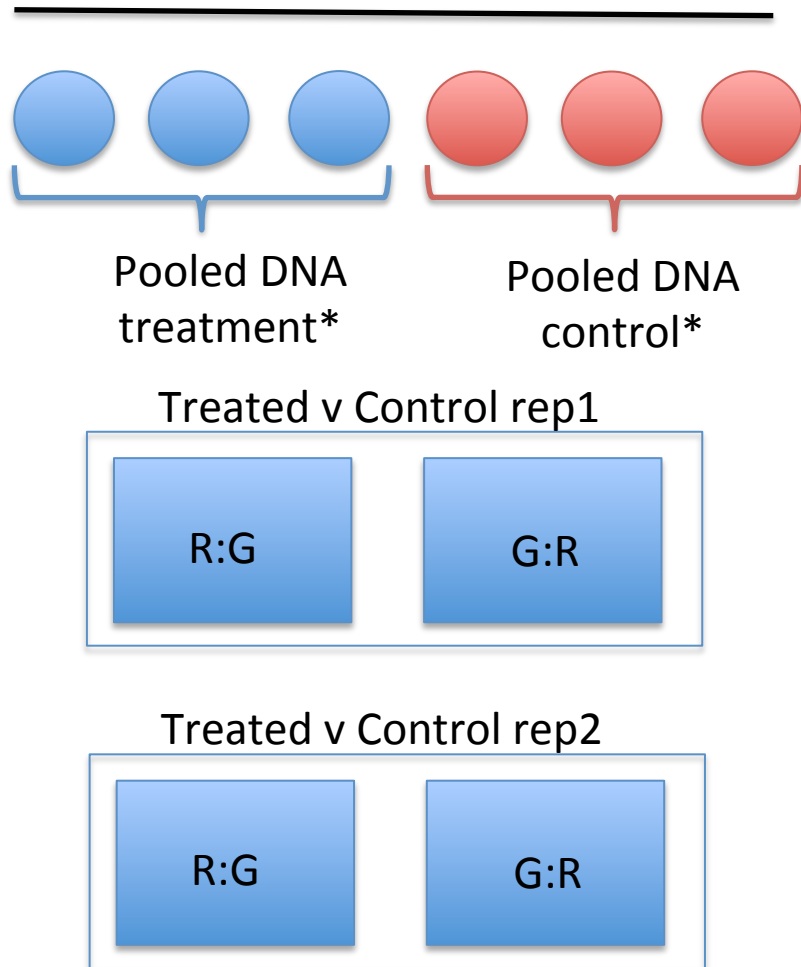 Pooled DNA
treatment*
Pooled DNA
control*
Treated v Control rep1
R:G
G:R
Treated v Control rep2
R:G
G:R